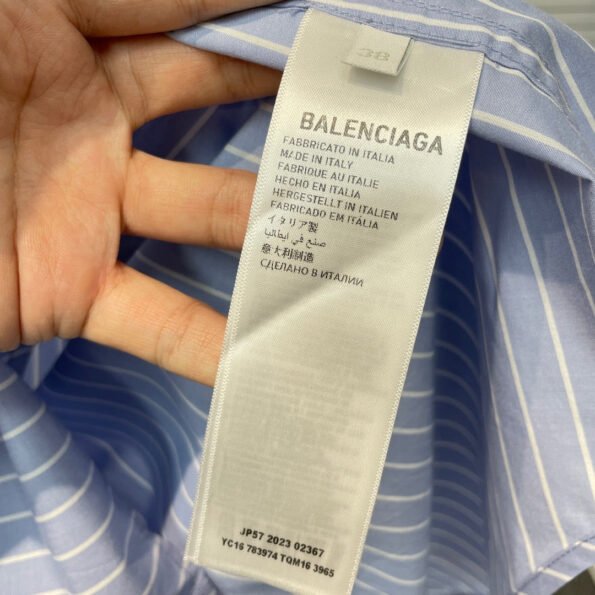 38
BALENCIAGA
FABBRICATO IN ITALIA
MADE IN ITALY
FABRIQUE AU ITALIE
HECHO EN ITALIA
HERGESTELLT IN ITALIEN
FABRICADO EM ITÁLIA
イタリア製
صنع في ايطاليا
意大利制造
СДЕЛАНО В ИТАЛИИ
JP57 2023 02367
YC16 783974 TQM16 3965